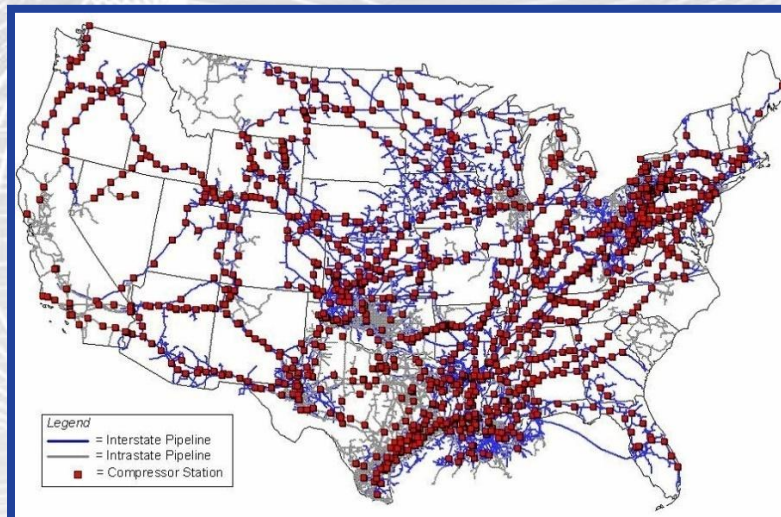 Legend
= Interstate Pipeline
= Intrastate Pipeline
= Compressor Station